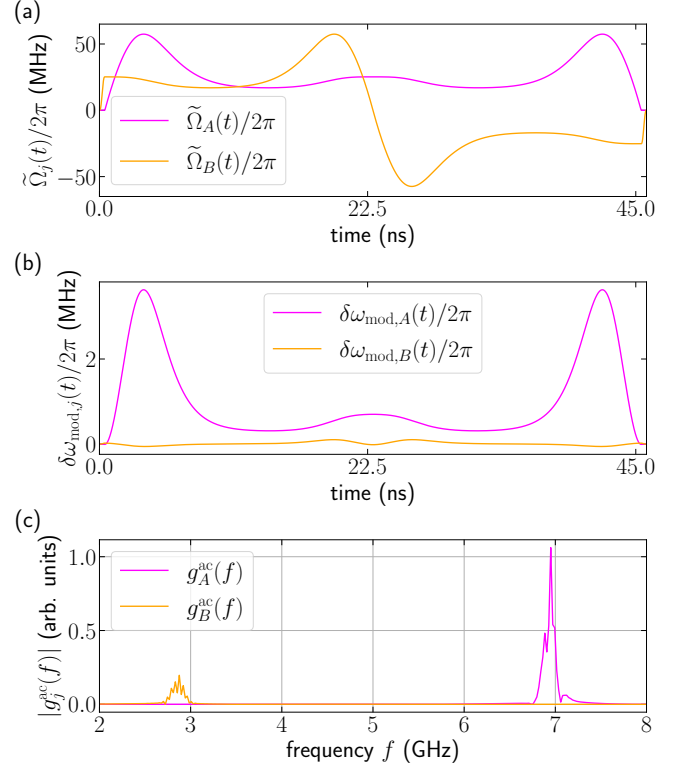 (a)
Ω̃_j(t)/2π (MHz)
50
0
−50
Ω̃_A(t)/2π
Ω̃_B(t)/2π
0.0 22.5 45.0
time (ns)
(b)
δω_mod,j(t)/2π (MHz)
2
0
δω_mod,A(t)/2π
δω_mod,B(t)/2π
0.0 22.5 45.0
time (ns)
(c)
|g_j^ac(f)| (arb. units)
1.0
0.5
0.0
g_A^ac(f)
g_B^ac(f)
2 3 4 5 6 7 8
frequency f (GHz)